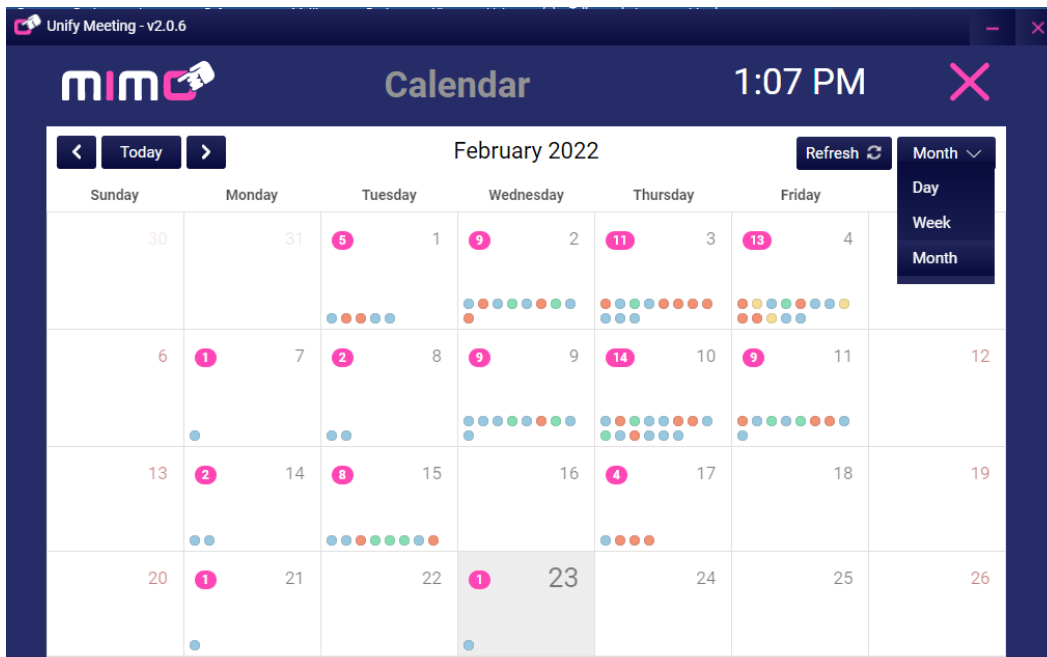 Unify Meeting - v2.0.6
mimo
Calendar
1:07 PM
Today
February 2022
Refresh
Month
Day
Week
Month
Sunday Monday Tuesday Wednesday Thursday Friday
30 31 5 1 9 2 11 3 13 4
6 1 7 2 8 9 9 14 10 9 11 12
13 2 14 8 15 16 4 17 18 19
20 1 21 22 1 23 24 25 26